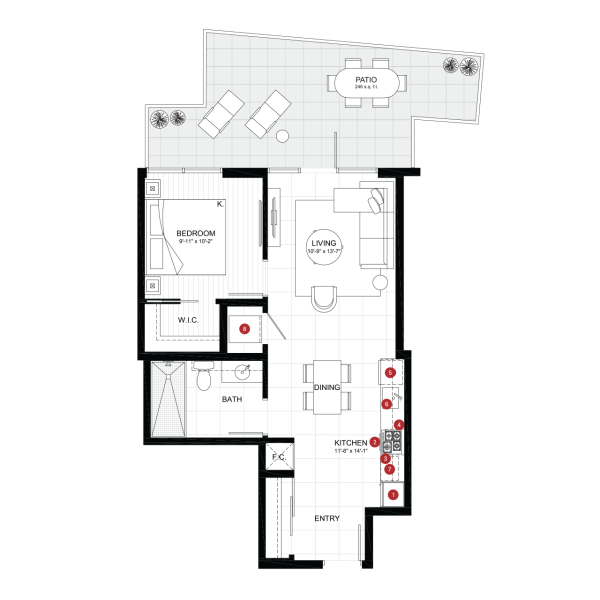 PATIO
246 s.q. f.t.
K.
BEDROOM
9'-11" x 10'-2"
LIVING
10'-9" x 13'-7"
W.I.C.
8
5
DINING
6
BATH
4
KITCHEN
2
11'-6" x 14'-1"
3
F.C.
7
1
ENTRY